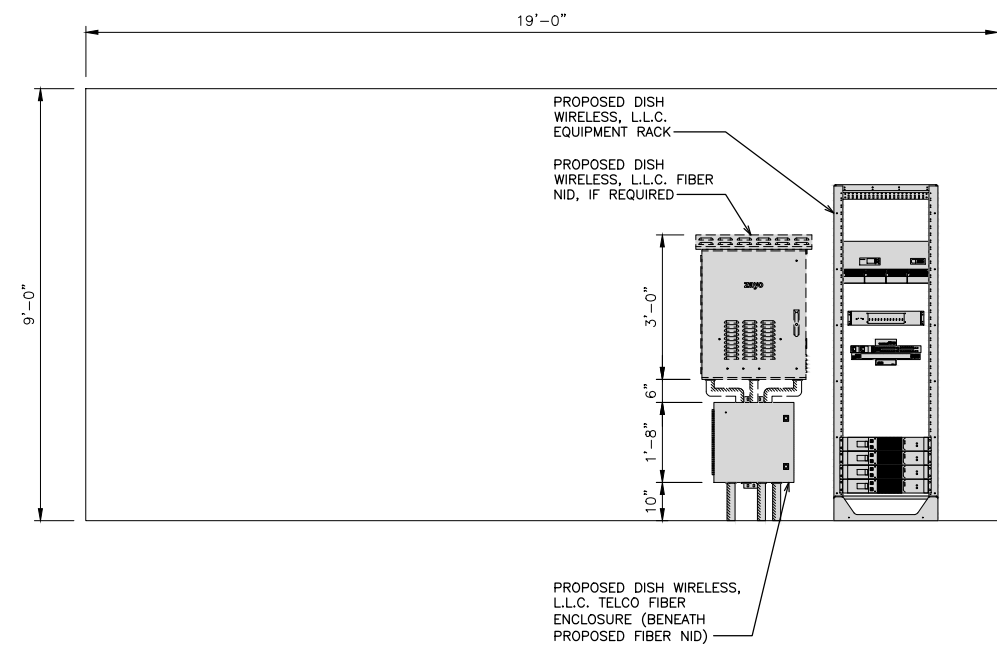 19'-0"
PROPOSED DISH
WIRELESS, L.L.C.
EQUIPMENT RACK
PROPOSED DISH
WIRELESS, L.L.C. FIBER
NID, IF REQUIRED
zayo
9'-0"
3'-0"
6"
1'-8"
10"
PROPOSED DISH WIRELESS,
L.L.C. TELCO FIBER
ENCLOSURE (BENEATH
PROPOSED FIBER NID)